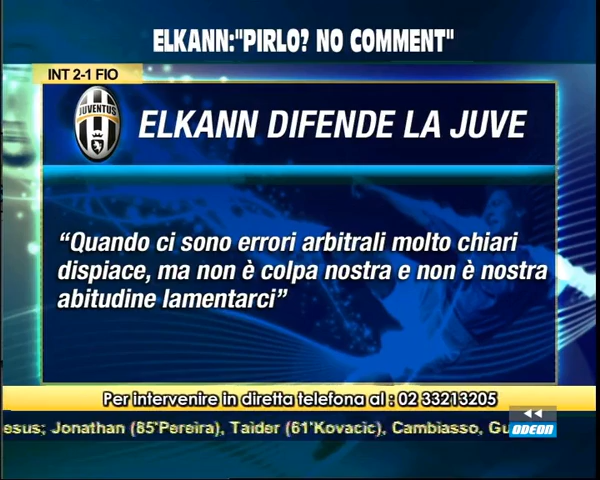 ELKANN:"PIRLO? NO COMMENT"
INT 2-1 FIO
JUVENTUS
ELKANN DIFENDE LA JUVE
“Quando ci sono errori arbitrali molto chiari
dispiace, ma non è colpa nostra e non è nostra
abitudine lamentarci”
Per intervenire in diretta telefona al : 02 33213205
esus; Jonathan (85'Pereira), Taider (61'Kovacic), Cambiasso, Gu
ODEON